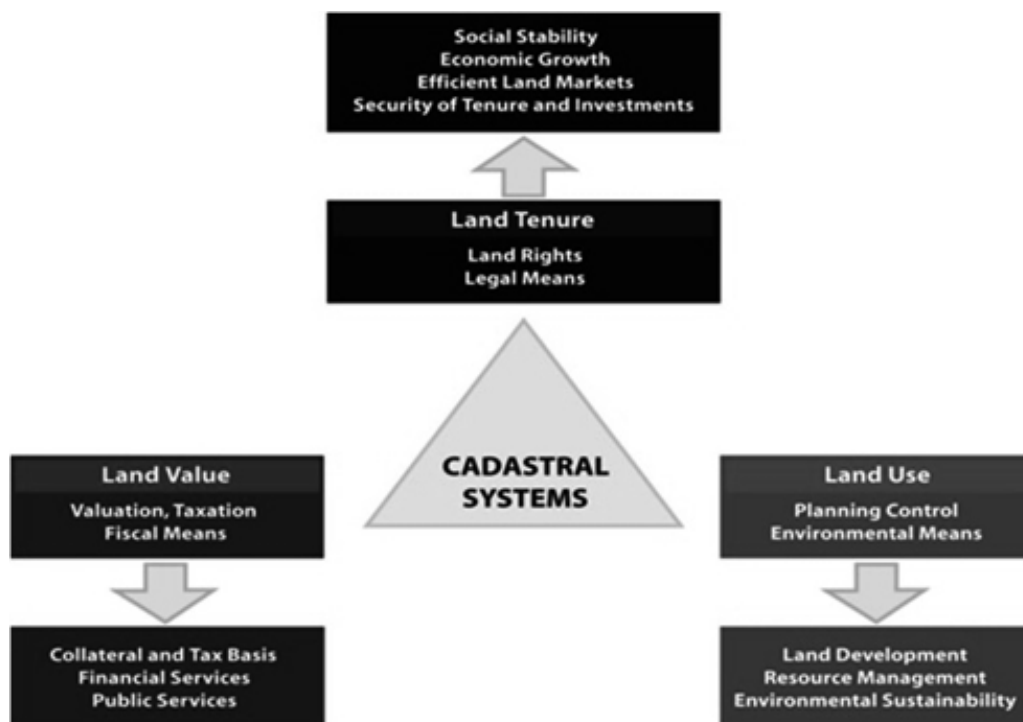 Social Stability
Economic Growth
Efficient Land Markets
Security of Tenure and Investments
Land Tenure
Land Rights
Legal Means
CADASTRAL
SYSTEMS
Land Value
Valuation, Taxation
Fiscal Means
Collateral and Tax Basis
Financial Services
Public Services
Land Use
Planning Control
Environmental Means
Land Development
Resource Management
Environmental Sustainability